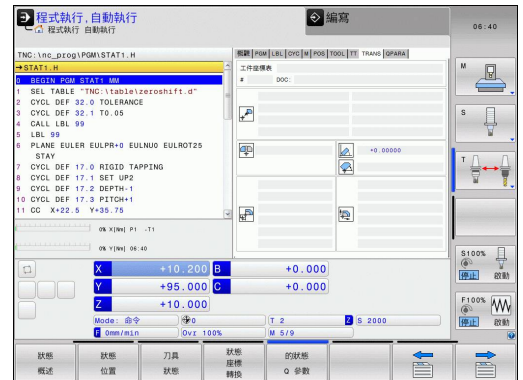 程式執行,自動執行
程式執行 自動執行
編寫
06:40
TNC:\nc_prog\PGM\STAT1.H
→STAT1.H
0 BEGIN PGM STAT1 MM
1 SEL TABLE "TNC:\table\zeroshift.d"
2 CYCL DEF 32.0 TOLERANCE
3 CYCL DEF 32.1 T0.05
4 CALL LBL 99
5 LBL 99
6 PLANE EULER EULPR+0 EULNU0 EULROT25
STAY
7 CYCL DEF 17.0 RIGID TAPPING
8 CYCL DEF 17.1 SET UP2
9 CYCL DEF 17.2 DEPTH-1
10 CYCL DEF 17.3 PITCH+1
11 CC X+22.5 Y+35.75
0% X[Nm] P1 -T1
0% Y[Nm] 06:40
概觀 PGM LBL CYC M POS TOOL TT TRANS QPARA
工件座標表
# DOC:
+0.00000
M
S
T
X +10.200 B +0.000
Y +95.000 C +0.000
Z +10.000
Mode: 命令 0 T 2 Z S 2000
F 0mm/min Ovr 100% M 5/9
S100%
停止 啟動
F100%
停止 啟動
狀態 概述
狀態 位置
刀具 狀態
狀態 座標 轉換
的狀態 Q 參數